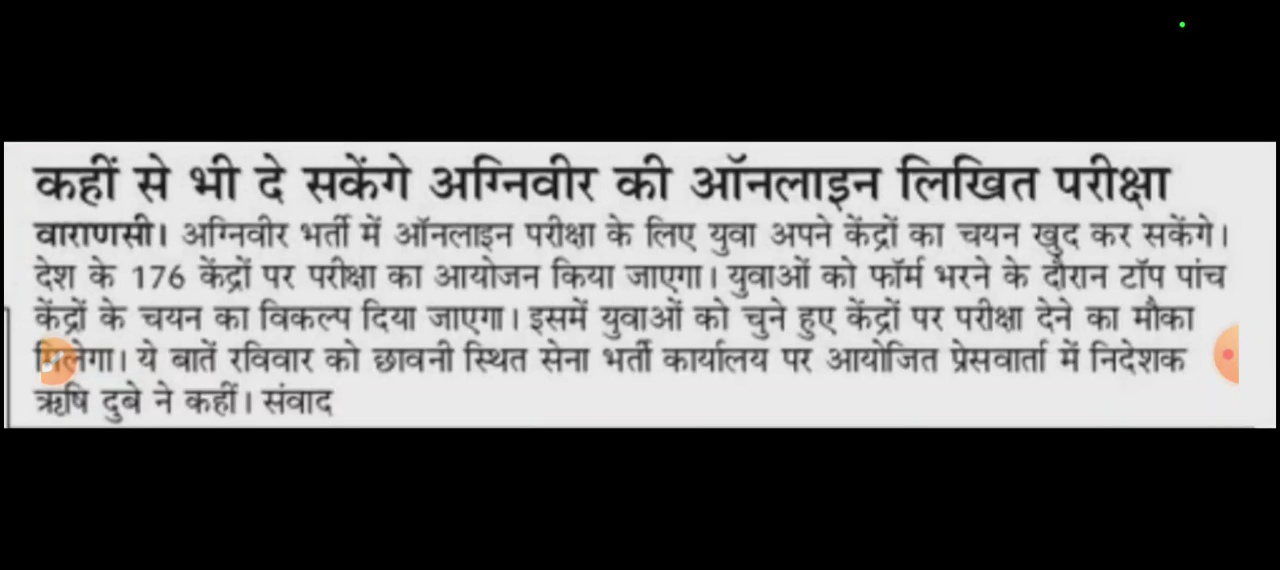 कहीं से भी दे सकेंगे अग्निवीर की ऑनलाइन लिखित परीक्षा
वाराणसी। अग्निवीर भर्ती में ऑनलाइन परीक्षा के लिए युवा अपने केंद्रों का चयन खुद कर सकेंगे।
देश के 176 केंद्रों पर परीक्षा का आयोजन किया जाएगा। युवाओं को फॉर्म भरने के दौरान टॉप पांच
केंद्रों के चयन का विकल्प दिया जाएगा। इसमें युवाओं को चुने हुए केंद्रों पर परीक्षा देने का मौका
मिलेगा। ये बातें रविवार को छावनी स्थित सेना भर्ती कार्यालय पर आयोजित प्रेसवार्ता में निदेशक
ऋषि दुबे ने कहीं। संवाद